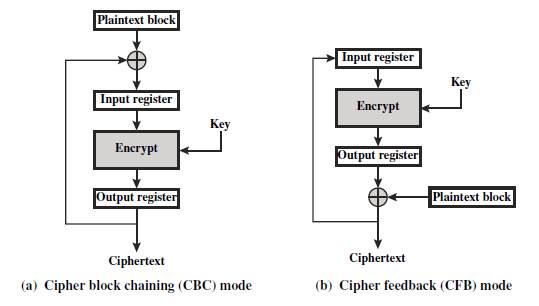 Plaintext block
Input register
Key
Encrypt
Output register
Ciphertext
(a) Cipher block chaining (CBC) mode
Input register
Key
Encrypt
Output register
Plaintext block
Ciphertext
(b) Cipher feedback (CFB) mode